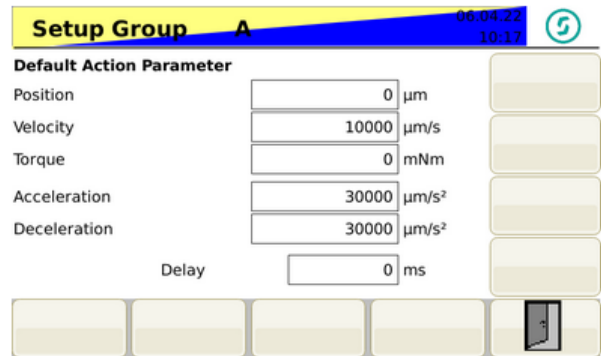 Setup Group A
06.04.22
10:17
Default Action Parameter
Position 0 µm
Velocity 10000 µm/s
Torque 0 mNm
Acceleration 30000 µm/s²
Deceleration 30000 µm/s²
Delay 0 ms